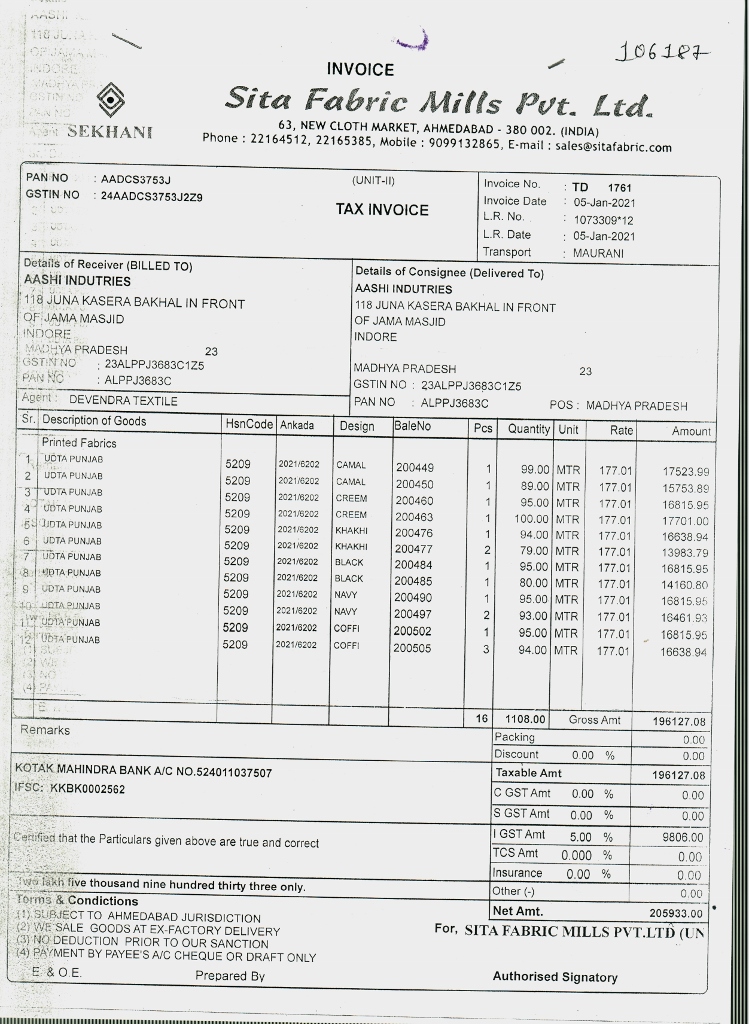 106187
INVOICE
SEKHANI
Sita Fabric Mills Pvt. Ltd.
63, NEW CLOTH MARKET, AHMEDABAD - 380 002. (INDIA)
Phone : 22164512, 22165385, Mobile : 9099132865, E-mail : sales@sitafabric.com
PAN NO : AADCS3753J
GSTIN NO : 24AADCS3753J2Z9
(UNIT-II)
TAX INVOICE
Invoice No. : TD 1761
Invoice Date : 05-Jan-2021
L.R. No. : 1073309*12
L.R. Date : 05-Jan-2021
Transport : MAURANI
Details of Receiver (BILLED TO)
AASHI INDUTRIES
118 JUNA KASERA BAKHAL IN FRONT
OF JAMA MASJID
INDORE
MADHYA PRADESH 23
GSTIN NO : 23ALPPJ3683C1Z5
PAN NO : ALPPJ3683C
Agent : DEVENDRA TEXTILE
Details of Consignee (Delivered To)
AASHI INDUTRIES
118 JUNA KASERA BAKHAL IN FRONT
OF JAMA MASJID
INDORE
MADHYA PRADESH 23
GSTIN NO : 23ALPPJ3683C1Z5
PAN NO : ALPPJ3683C POS : MADHYA PRADESH
Sr. Description of Goods HsnCode Ankada Design BaleNo Pcs Quantity Unit Rate Amount
Printed Fabrics
1 UDTA PUNJAB 5209 2021/6202 CAMAL 200449 1 99.00 MTR 177.01 17523.99
2 UDTA PUNJAB 5209 2021/6202 CAMAL 200450 1 89.00 MTR 177.01 15753.89
3 UDTA PUNJAB 5209 2021/6202 CREEM 200460 1 95.00 MTR 177.01 16815.95
4 UDTA PUNJAB 5209 2021/6202 CREEM 200463 1 100.00 MTR 177.01 17701.00
5 UDTA PUNJAB 5209 2021/6202 KHAKHI 200476 1 94.00 MTR 177.01 16638.94
6 UDTA PUNJAB 5209 2021/6202 KHAKHI 200477 2 79.00 MTR 177.01 13983.79
7 UDTA PUNJAB 5209 2021/6202 BLACK 200484 1 95.00 MTR 177.01 16815.95
8 UDTA PUNJAB 5209 2021/6202 BLACK 200485 1 80.00 MTR 177.01 14160.80
9 UDTA PUNJAB 5209 2021/6202 NAVY 200490 1 95.00 MTR 177.01 16815.95
10 UDTA PUNJAB 5209 2021/6202 NAVY 200497 2 93.00 MTR 177.01 16461.93
11 UDTA PUNJAB 5209 2021/6202 COFFI 200502 1 95.00 MTR 177.01 16815.95
12 UDTA PUNJAB 5209 2021/6202 COFFI 200505 3 94.00 MTR 177.01 16638.94
16 1108.00 Gross Amt 196127.08
Remarks
Packing 0.00
Discount 0.00 % 0.00
KOTAK MAHINDRA BANK A/C NO.524011037507
IFSC: KKBK0002562
Taxable Amt 196127.08
C GST Amt 0.00 % 0.00
S GST Amt 0.00 % 0.00
Certified that the Particulars given above are true and correct
I GST Amt 5.00 % 9806.00
TCS Amt 0.000 % 0.00
Insurance 0.00 % 0.00
Two lakh five thousand nine hundred thirty three only.
Other (-) 0.00
Net Amt. 205933.00
Terms & Condictions
(1) SUBJECT TO AHMEDABAD JURISDICTION
(2) WE SALE GOODS AT EX-FACTORY DELIVERY
(3) NO DEDUCTION PRIOR TO OUR SANCTION
(4) PAYMENT BY PAYEE'S A/C CHEQUE OR DRAFT ONLY
For, SITA FABRIC MILLS PVT.LTD (UN
E & O.E. Prepared By Authorised Signatory